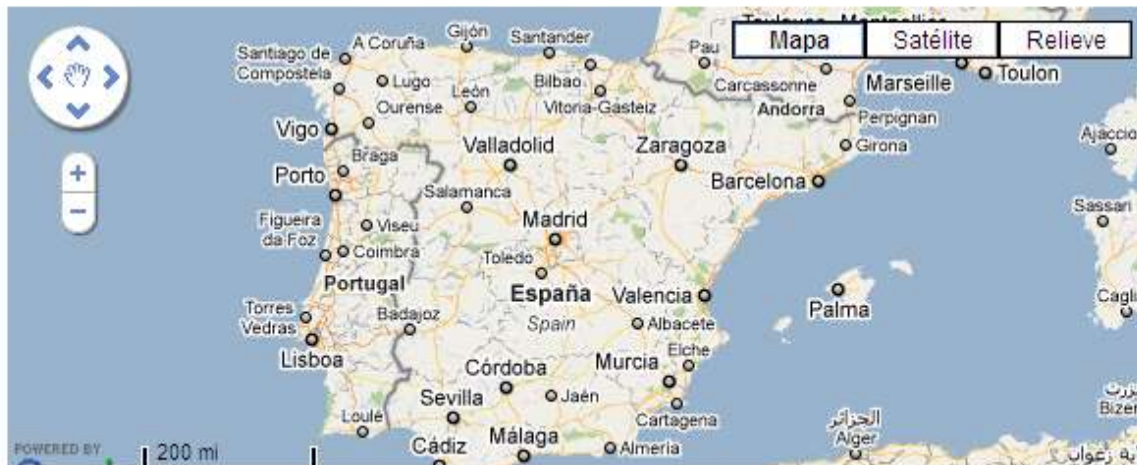 Toulouse Montpellier
Mapa
Satélite
Relieve
Gijón
Santander
A Coruña
Santiago de
Compostela
Pau
Bilbao
Carcassonne
Marseille
Toulon
Lugo
León
Vitoria-Gasteiz
Andorra
Ourense
Perpignan
Vigo
Valladolid
Zaragoza
Girona
Ajaccio
Braga
Porto
Barcelona
Salamanca
Sassari
Figueira
da Foz
Viseu
Madrid
Coimbra
Toledo
Portugal
España
Valencia
Palma
Torres
Vedras
Badajoz
Spain
Albacete
Lisboa
Murcia
Elche
Córdoba
Jaén
Sevilla
Cartagena
Loulé
الجزائر
Alger
Cádiz
Málaga
Almería
POWERED BY
200 mi